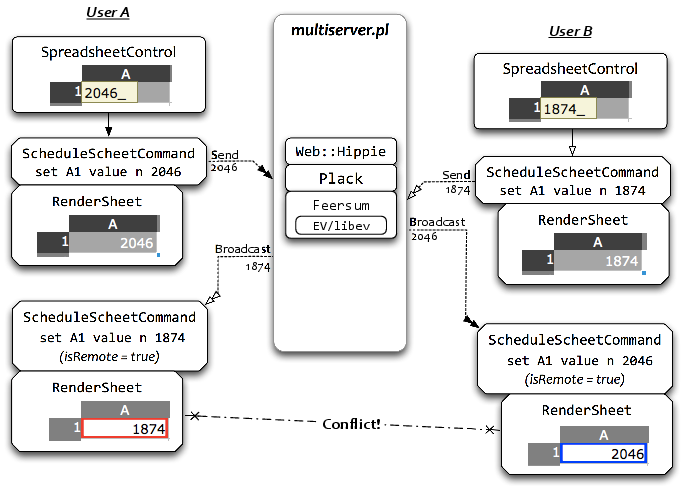 User A
SpreadsheetControl
A
1 2046_
ScheduleScheetCommand
set A1 value n 2046
RenderSheet
A
1 2046
Send
2046
Broadcast
1874
ScheduleScheetCommand
set A1 value n 1874
(isRemote = true)
RenderSheet
A
1 1874
multiserver.pl
Web::Hippie
Plack
Feersum
EV/libev
Conflict!
User B
SpreadsheetControl
A
1 1874_
Send
1874
ScheduleScheetCommand
set A1 value n 1874
RenderSheet
A
1 1874
Broadcast
2046
ScheduleScheetCommand
set A1 value n 2046
(isRemote = true)
RenderSheet
A
1 2046